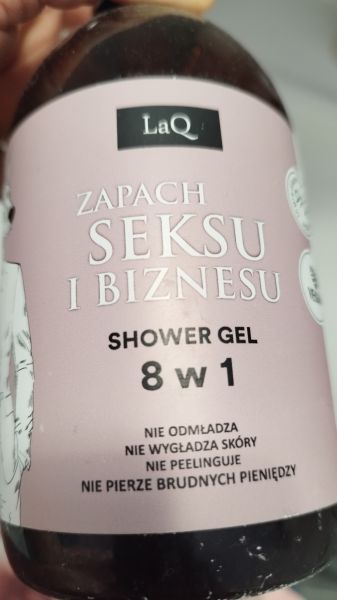 LaQ
ZAPACH
SEKSU
I BIZNESU
SHOWER GEL
8 w 1
NIE ODMŁADZA
NIE WYGŁADZA SKÓRY
NIE PEELINGUJE
NIE PIERZE BRUDNYCH PIENIĘDZY